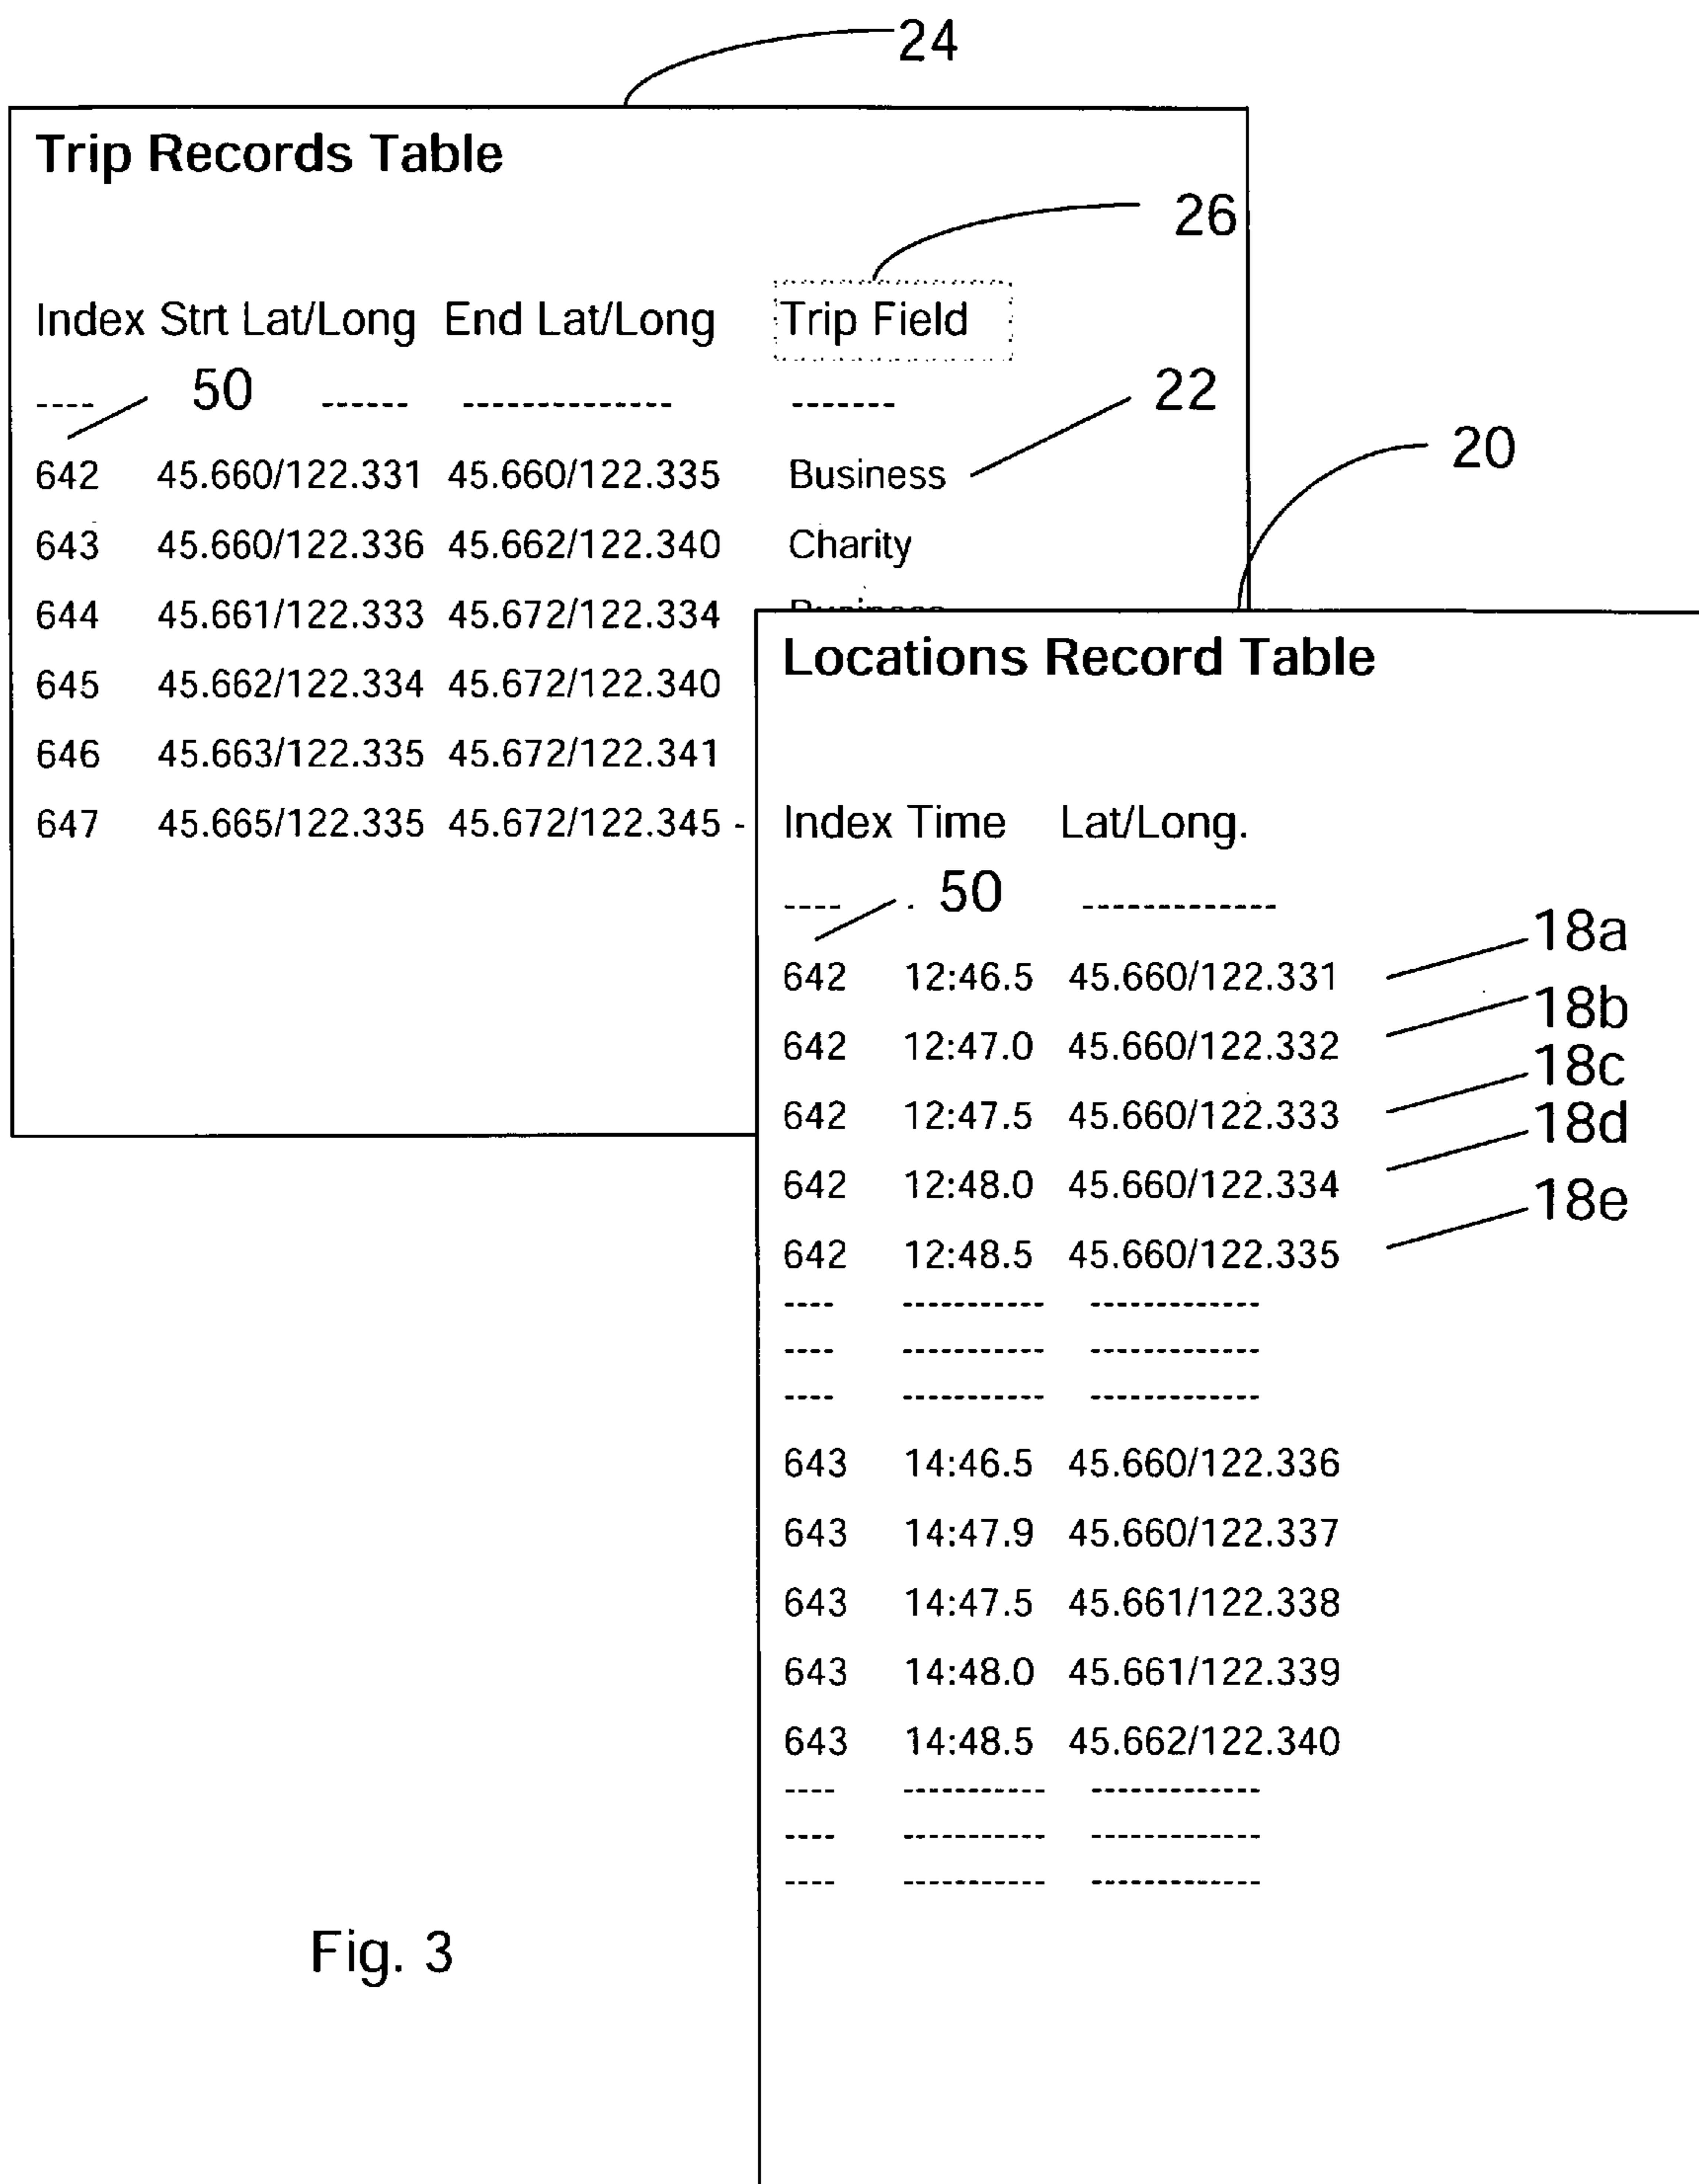 24
Trip Records Table
26
Index Strt Lat/Long End Lat/Long Trip Field
---- 50 ------ -------------- -------
22
642 45.660/122.331 45.660/122.335 Business
20
643 45.660/122.336 45.662/122.340 Charity
644 45.661/122.333 45.672/122.334
645 45.662/122.334 45.672/122.340
646 45.663/122.335 45.672/122.341
647 45.665/122.335 45.672/122.345 -
Locations Record Table
Index Time Lat/Long.
---- 50 -------------
642 12:46.5 45.660/122.331 18a
642 12:47.0 45.660/122.332 18b
642 12:47.5 45.660/122.333 18c
642 12:48.0 45.660/122.334 18d
642 12:48.5 45.660/122.335 18e
---- ----------- -------------
---- ----------- -------------
---- ----------- -------------
643 14:46.5 45.660/122.336
643 14:47.9 45.660/122.337
643 14:47.5 45.661/122.338
643 14:48.0 45.661/122.339
643 14:48.5 45.662/122.340
---- ----------- -------------
---- ----------- -------------
---- ----------- -------------
Fig. 3